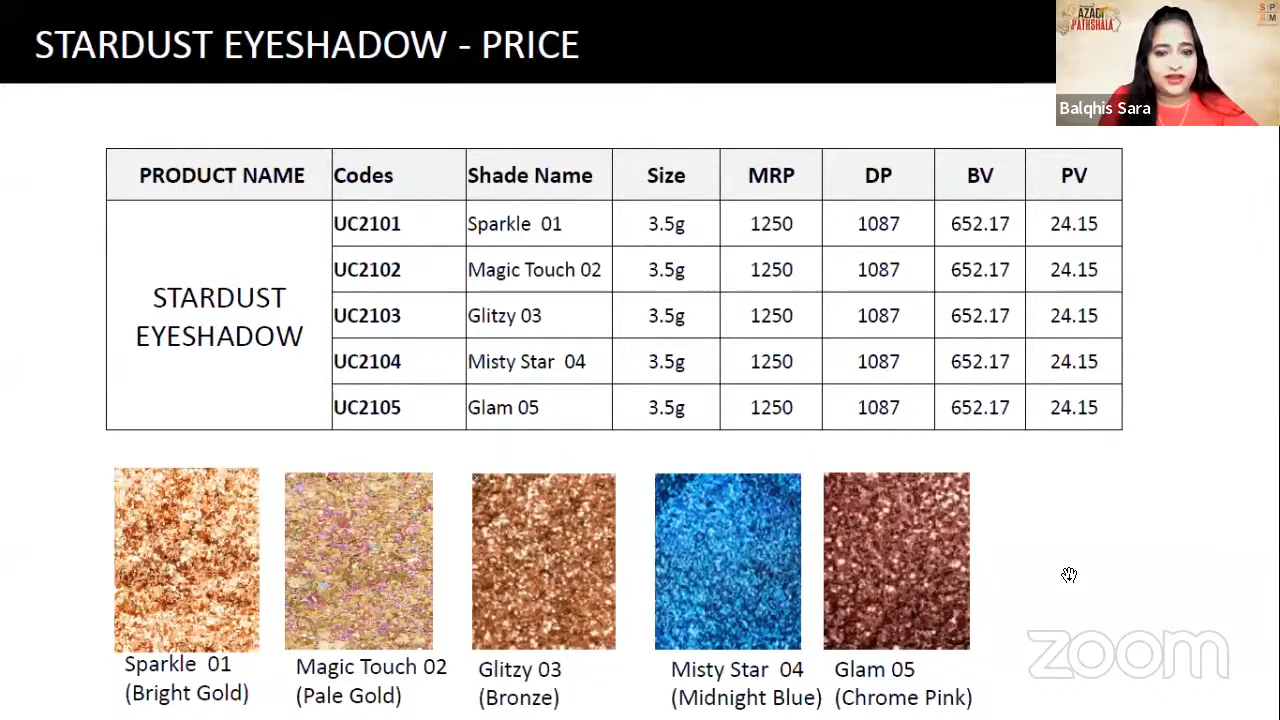 STARDUST EYESHADOW - PRICE
AZADI
PATHSHALA
Balqhis Sara
PRODUCT NAME Codes Shade Name Size MRP DP BV PV
STARDUST EYESHADOW
UC2101 Sparkle 01 3.5g 1250 1087 652.17 24.15
UC2102 Magic Touch 02 3.5g 1250 1087 652.17 24.15
UC2103 Glitzy 03 3.5g 1250 1087 652.17 24.15
UC2104 Misty Star 04 3.5g 1250 1087 652.17 24.15
UC2105 Glam 05 3.5g 1250 1087 652.17 24.15
Sparkle 01
(Bright Gold)
Magic Touch 02
(Pale Gold)
Glitzy 03
(Bronze)
Misty Star 04
(Midnight Blue)
Glam 05
(Chrome Pink)
zoom